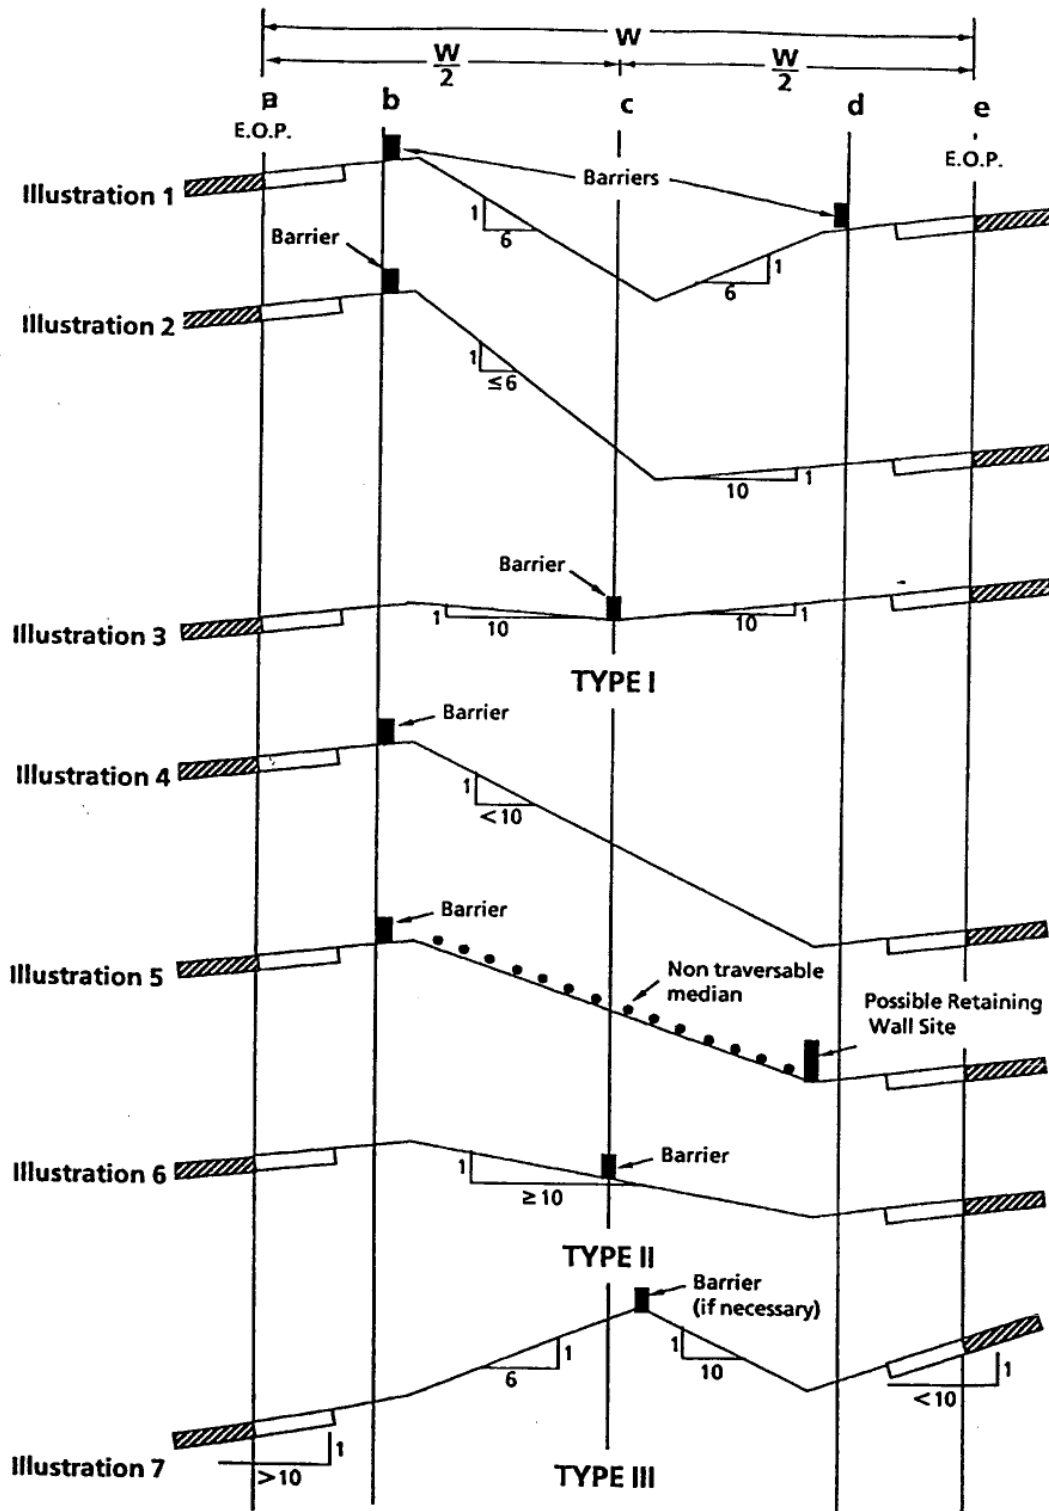 W
W
2
W
2
a b c d e
E.O.P.
E.O.P.
Illustration 1
Barriers
1
6
1
6
Barrier
Illustration 2
1
≤6
1
10
Barrier
Illustration 3
1
10
10
1
TYPE I
Barrier
Illustration 4
1
<10
Barrier
Illustration 5
Non traversable
median
Possible Retaining
Wall Site
Illustration 6
1
≥10
Barrier
TYPE II
Barrier
(if necessary)
1
6
1
10
1
<10
Illustration 7
1
>10
TYPE III